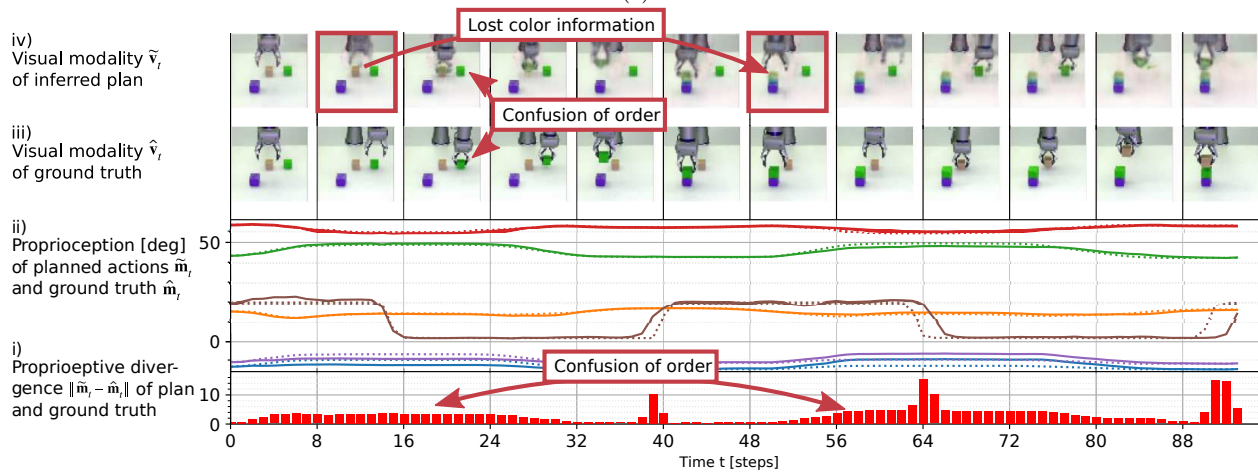 Lost color information
iv)
Visual modality ṽ_t
of inferred plan
Confusion of order
iii)
Visual modality v̂_t
of ground truth
ii)
Proprioception [deg]
of planned actions m̃_t
and ground truth m̂_t
50
0
i)
Proprioeptive diver-
gence ‖m̃_t − m̂_t‖ of plan
and ground truth
Confusion of order
10
0
0 8 16 24 32 40 48 56 64 72 80 88
Time t [steps]